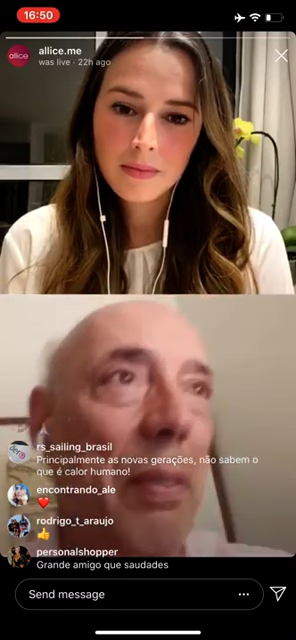 16:50
allice
allice.me
was live · 22h ago
rs_sailing_brasil
Principalmente as novas gerações, não sabem o
que é calor humano!
encontrando_ale
❤️
rodrigo_t_araujo
👍
personalshopper
Grande amigo que saudades
Send message